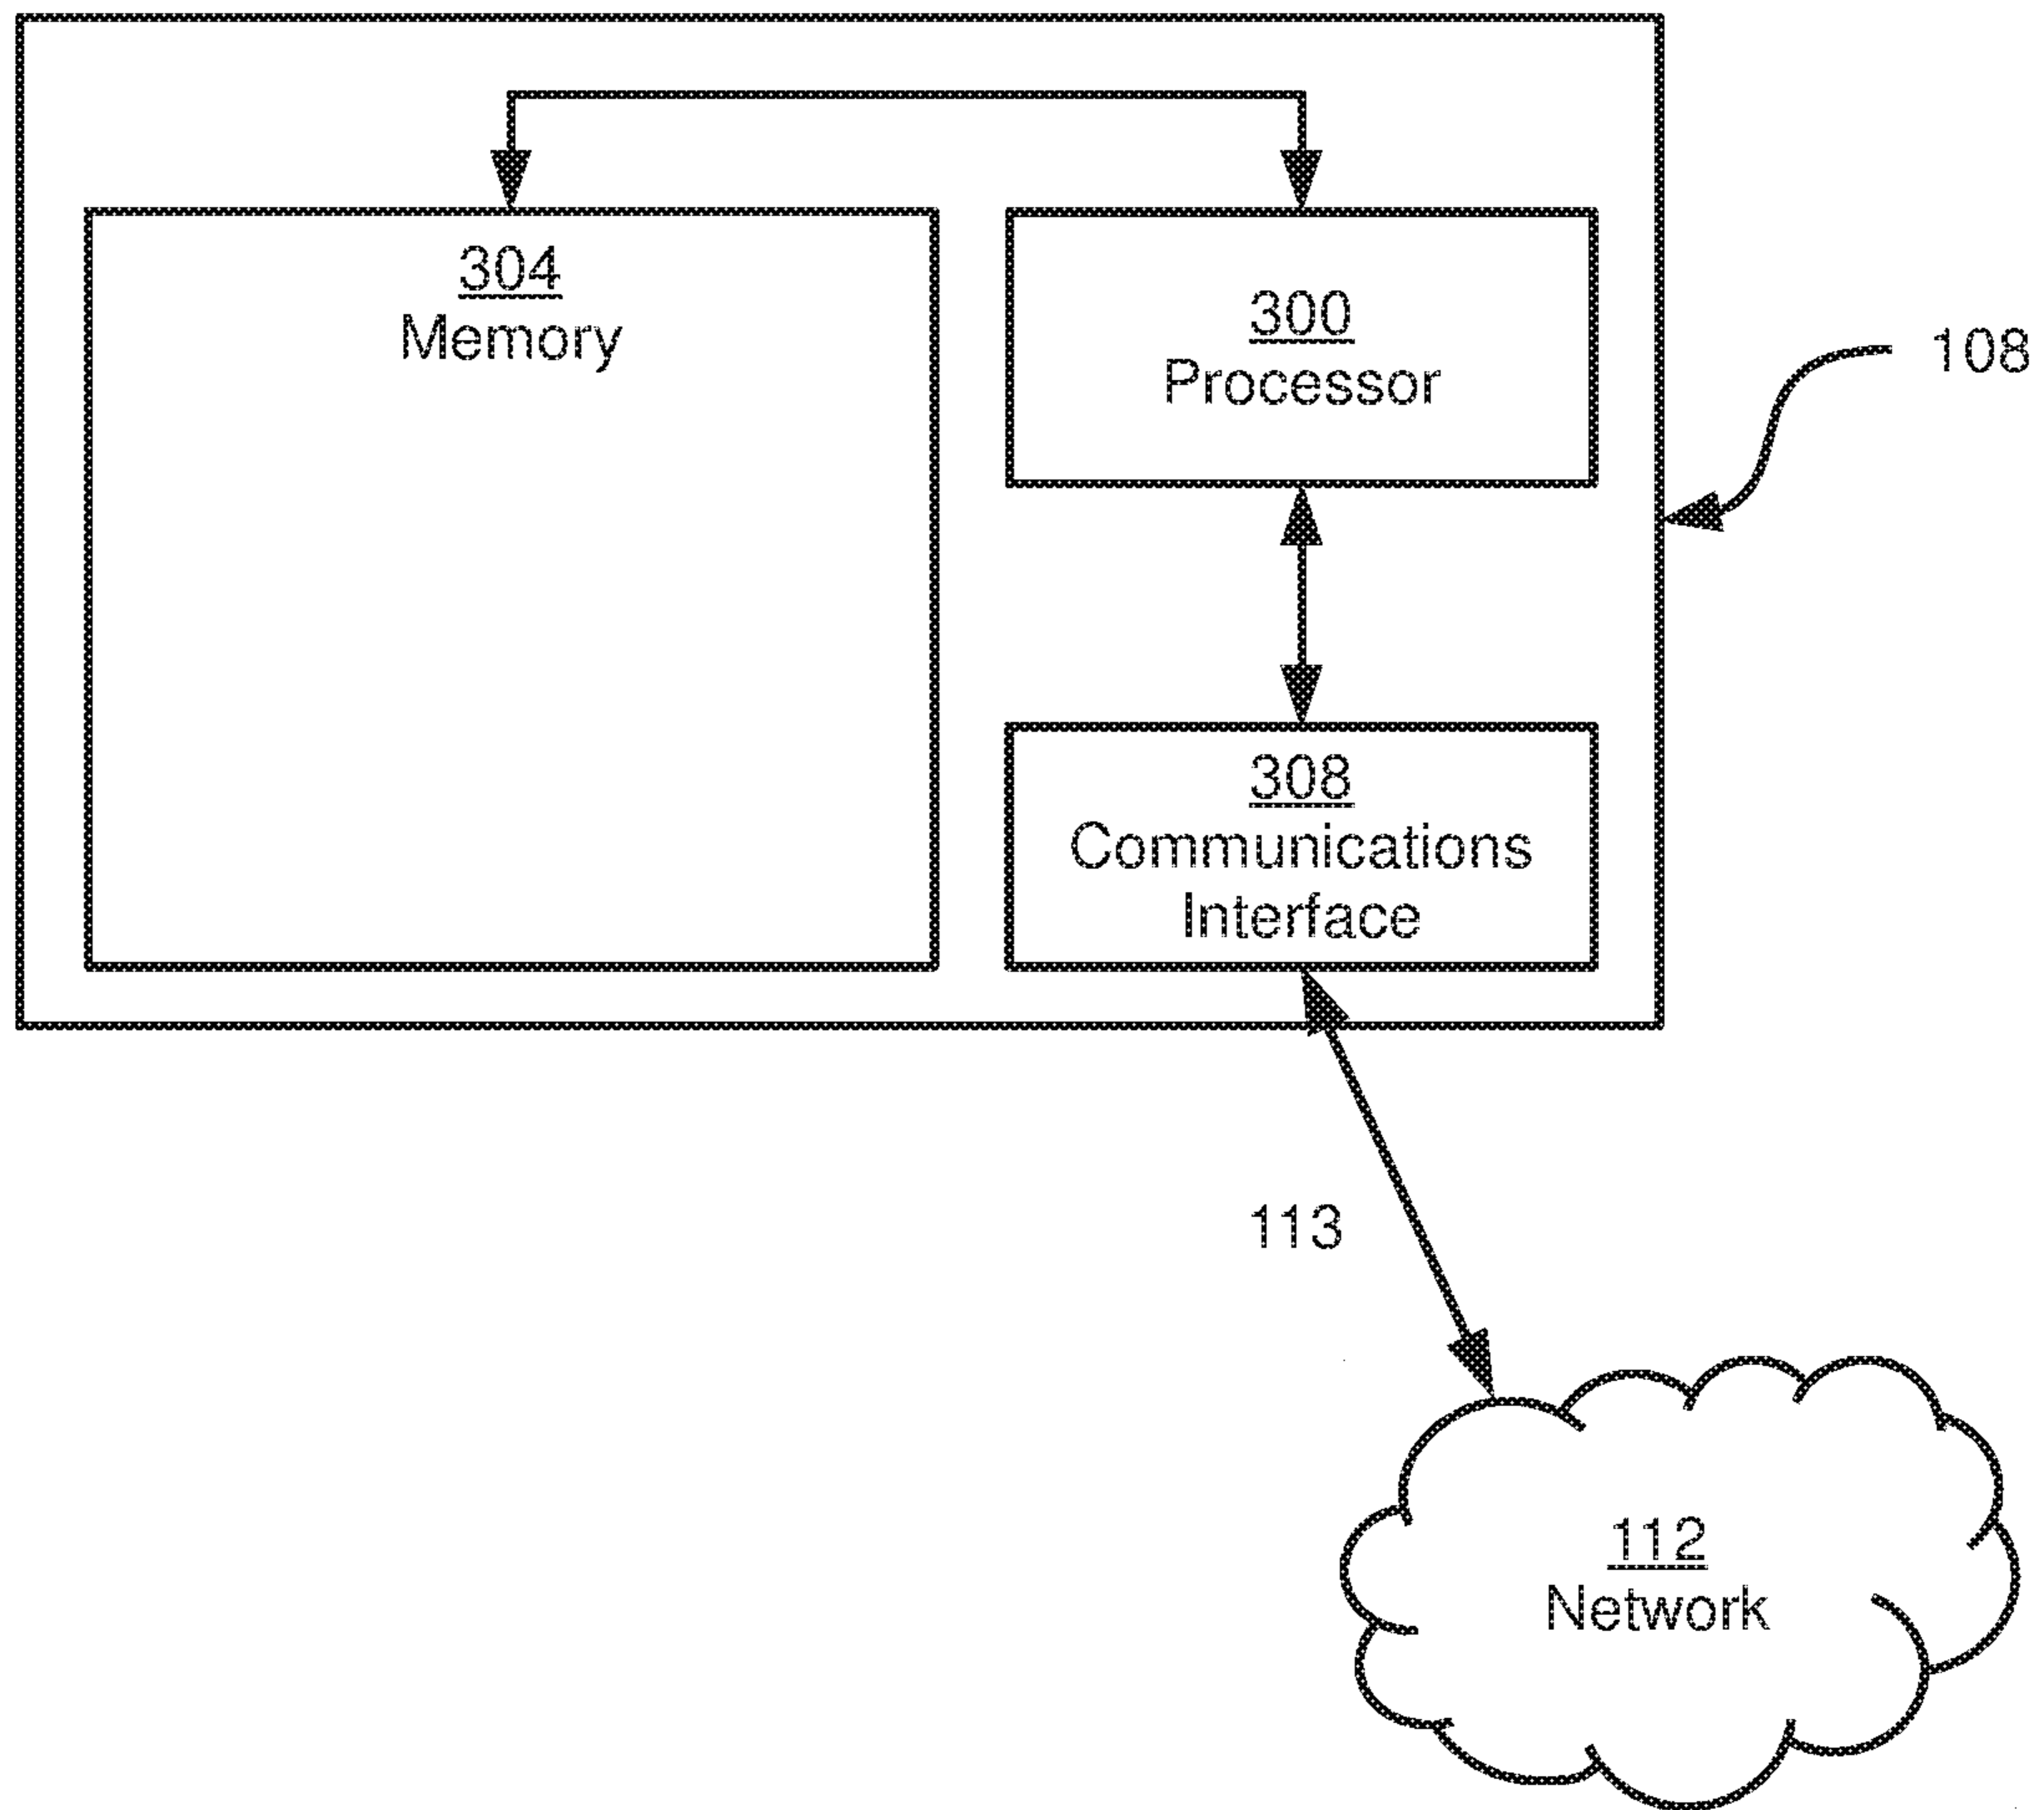 304
Memory
300
Processor
108
308
Communications
Interface
113
112
Network